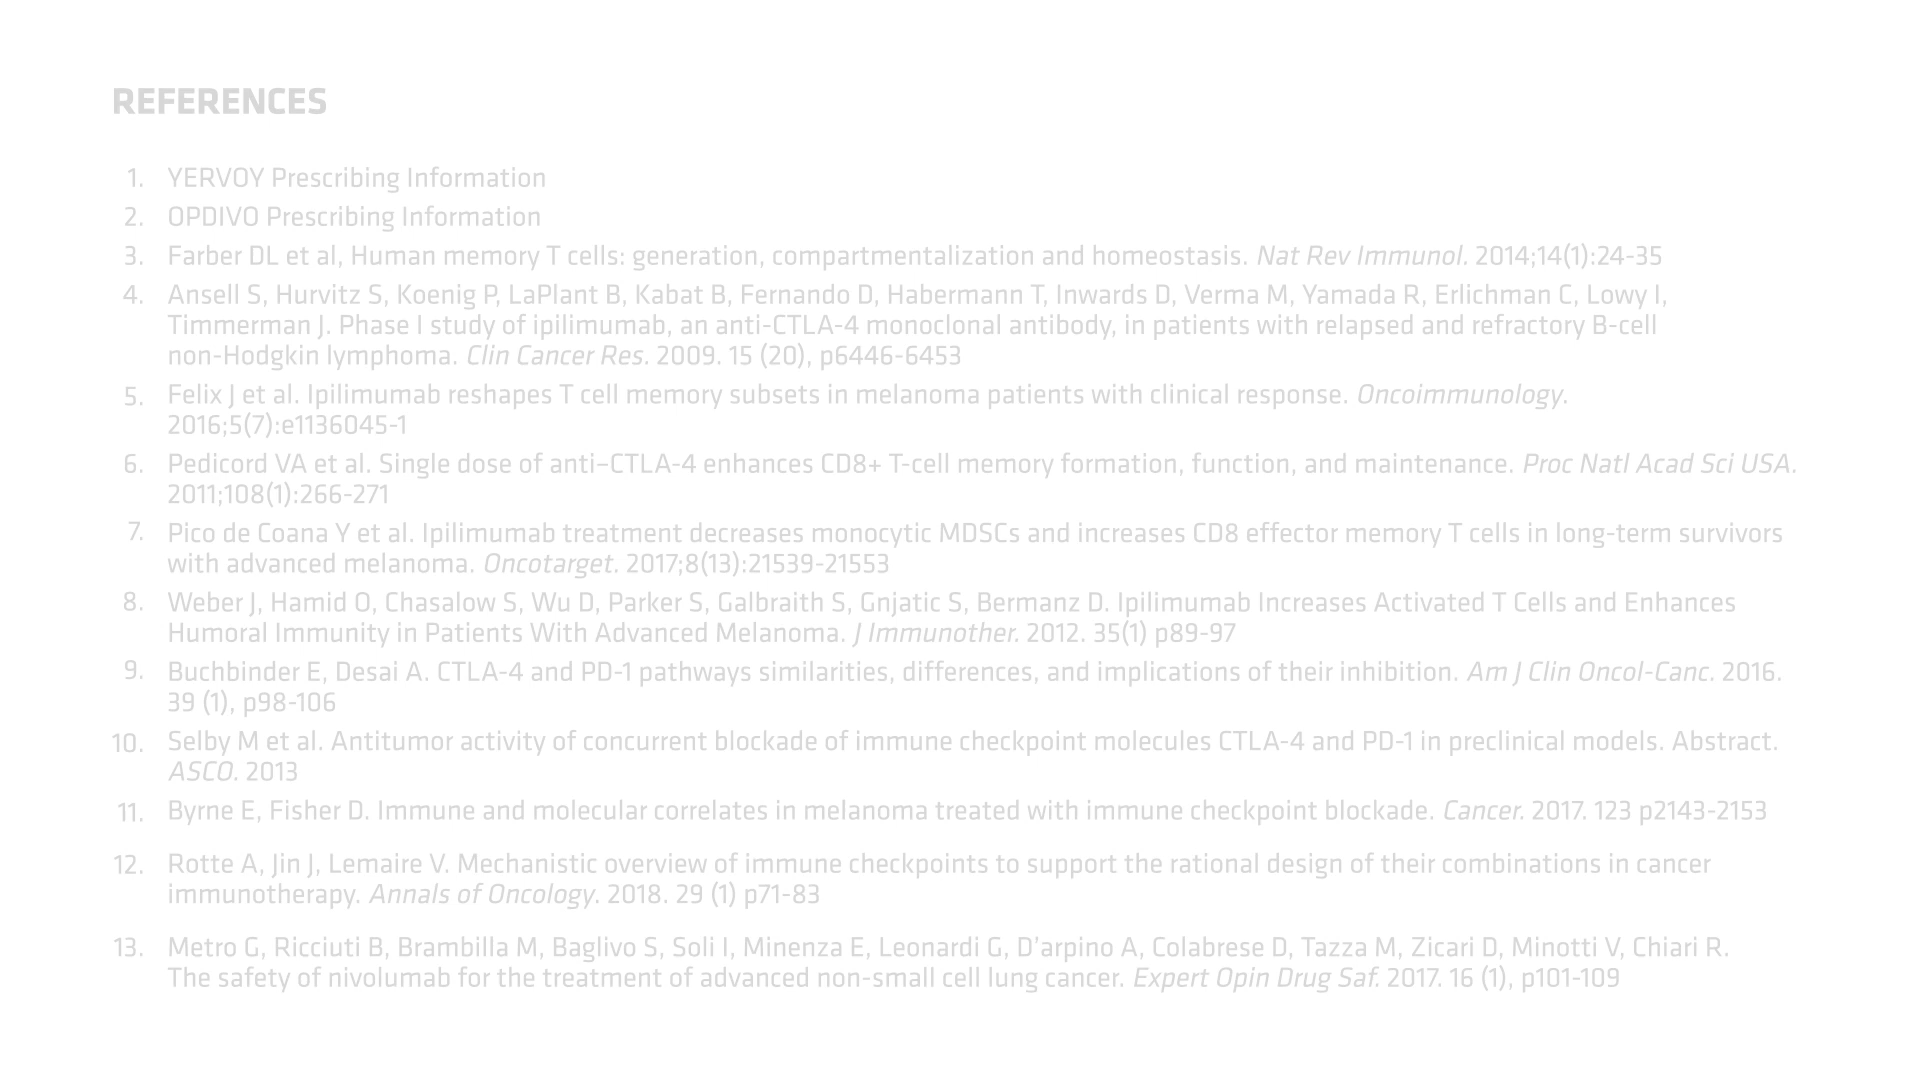 REFERENCES
1. YERVOY Prescribing Information
2. OPDIVO Prescribing Information
3. Farber DL et al, Human memory T cells: generation, compartmentalization and homeostasis. Nat Rev Immunol. 2014;14(1):24-35
4. Ansell S, Hurvitz S, Koenig P, LaPlant B, Kabat B, Fernando D, Habermann T, Inwards D, Verma M, Yamada R, Erlichman C, Lowy I,
Timmerman J. Phase I study of ipilimumab, an anti-CTLA-4 monoclonal antibody, in patients with relapsed and refractory B-cell
non-Hodgkin lymphoma. Clin Cancer Res. 2009. 15 (20), p6446-6453
5. Felix J et al. Ipilimumab reshapes T cell memory subsets in melanoma patients with clinical response. Oncoimmunology.
2016;5(7):e1136045-1
6. Pedicord VA et al. Single dose of anti–CTLA-4 enhances CD8+ T-cell memory formation, function, and maintenance. Proc Natl Acad Sci USA.
2011;108(1):266-271
7. Pico de Coana Y et al. Ipilimumab treatment decreases monocytic MDSCs and increases CD8 effector memory T cells in long-term survivors
with advanced melanoma. Oncotarget. 2017;8(13):21539-21553
8. Weber J, Hamid O, Chasalow S, Wu D, Parker S, Galbraith S, Gnjatic S, Bermanz D. Ipilimumab Increases Activated T Cells and Enhances
Humoral Immunity in Patients With Advanced Melanoma. J Immunother. 2012. 35(1) p89-97
9. Buchbinder E, Desai A. CTLA-4 and PD-1 pathways similarities, differences, and implications of their inhibition. Am J Clin Oncol-Canc. 2016.
39 (1), p98-106
10. Selby M et al. Antitumor activity of concurrent blockade of immune checkpoint molecules CTLA-4 and PD-1 in preclinical models. Abstract.
ASCO. 2013
11. Byrne E, Fisher D. Immune and molecular correlates in melanoma treated with immune checkpoint blockade. Cancer. 2017. 123 p2143-2153
12. Rotte A, Jin J, Lemaire V. Mechanistic overview of immune checkpoints to support the rational design of their combinations in cancer
immunotherapy. Annals of Oncology. 2018. 29 (1) p71-83
13. Metro G, Ricciuti B, Brambilla M, Baglivo S, Soli I, Minenza E, Leonardi G, D’arpino A, Colabrese D, Tazza M, Zicari D, Minotti V, Chiari R.
The safety of nivolumab for the treatment of advanced non-small cell lung cancer. Expert Opin Drug Saf. 2017. 16 (1), p101-109